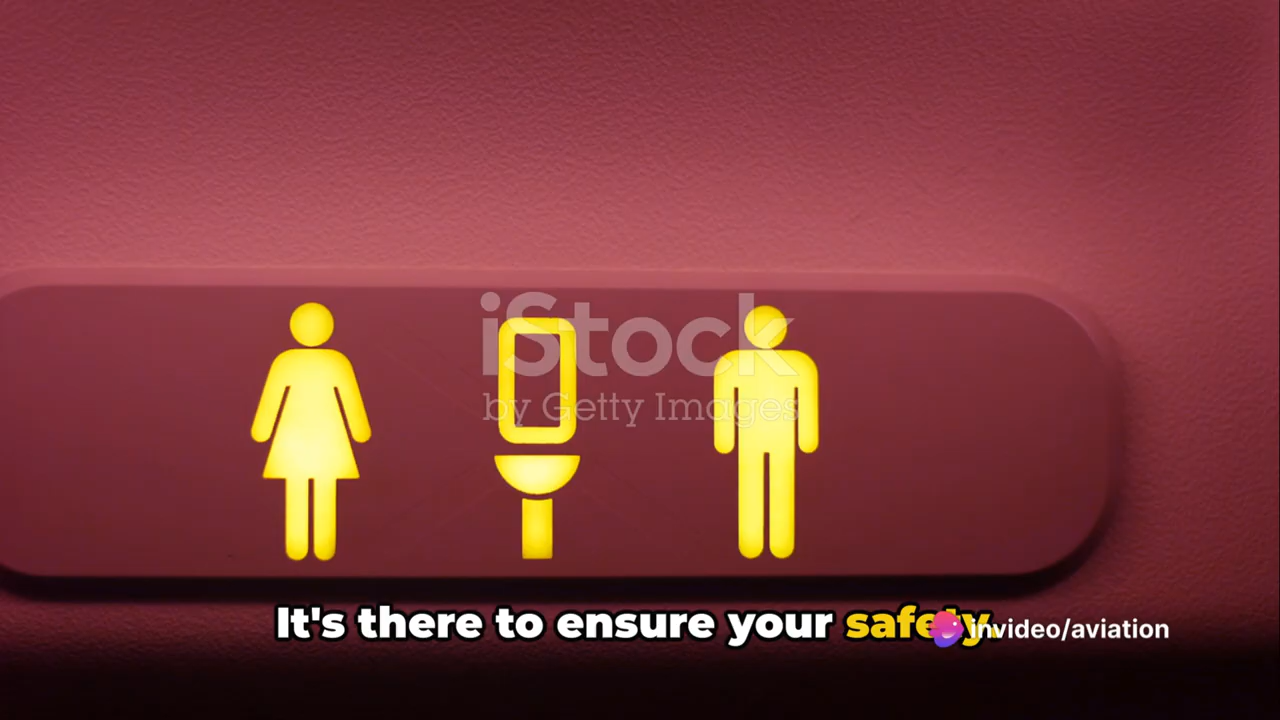 iStock
by Getty Images
It's there to ensure your safety.
invideo/aviation